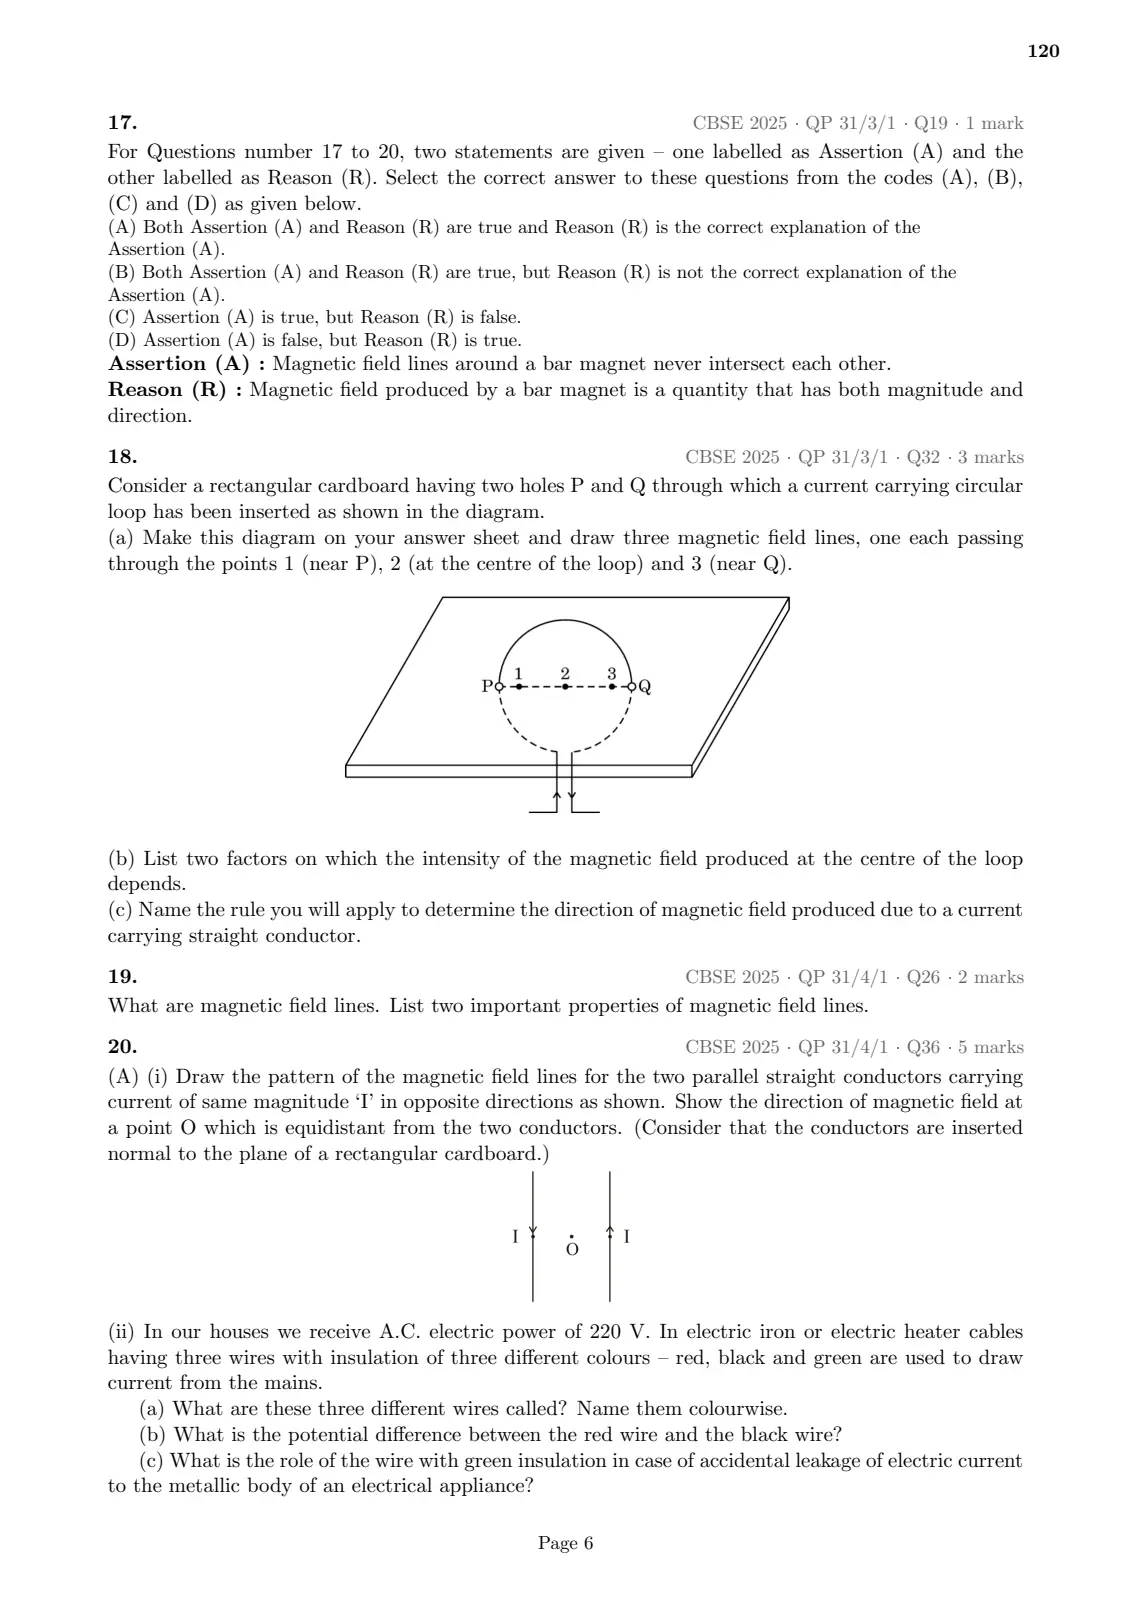 120
17.
CBSE 2025 · QP 31/3/1 · Q19 · 1 mark
For Questions number 17 to 20, two statements are given – one labelled as Assertion (A) and the
other labelled as Reason (R). Select the correct answer to these questions from the codes (A), (B),
(C) and (D) as given below.
(A) Both Assertion (A) and Reason (R) are true and Reason (R) is the correct explanation of the
Assertion (A).
(B) Both Assertion (A) and Reason (R) are true, but Reason (R) is not the correct explanation of the
Assertion (A).
(C) Assertion (A) is true, but Reason (R) is false.
(D) Assertion (A) is false, but Reason (R) is true.
Assertion (A) : Magnetic field lines around a bar magnet never intersect each other.
Reason (R) : Magnetic field produced by a bar magnet is a quantity that has both magnitude and
direction.
18.
CBSE 2025 · QP 31/3/1 · Q32 · 3 marks
Consider a rectangular cardboard having two holes P and Q through which a current carrying circular
loop has been inserted as shown in the diagram.
(a) Make this diagram on your answer sheet and draw three magnetic field lines, one each passing
through the points 1 (near P), 2 (at the centre of the loop) and 3 (near Q).
1 2 3
P Q
(b) List two factors on which the intensity of the magnetic field produced at the centre of the loop
depends.
(c) Name the rule you will apply to determine the direction of magnetic field produced due to a current
carrying straight conductor.
19.
CBSE 2025 · QP 31/4/1 · Q26 · 2 marks
What are magnetic field lines. List two important properties of magnetic field lines.
20.
CBSE 2025 · QP 31/4/1 · Q36 · 5 marks
(A) (i) Draw the pattern of the magnetic field lines for the two parallel straight conductors carrying
current of same magnitude ‘I’ in opposite directions as shown. Show the direction of magnetic field at
a point O which is equidistant from the two conductors. (Consider that the conductors are inserted
normal to the plane of a rectangular cardboard.)
I I
O
(ii) In our houses we receive A.C. electric power of 220 V. In electric iron or electric heater cables
having three wires with insulation of three different colours – red, black and green are used to draw
current from the mains.
(a) What are these three different wires called? Name them colourwise.
(b) What is the potential difference between the red wire and the black wire?
(c) What is the role of the wire with green insulation in case of accidental leakage of electric current
to the metallic body of an electrical appliance?
Page 6